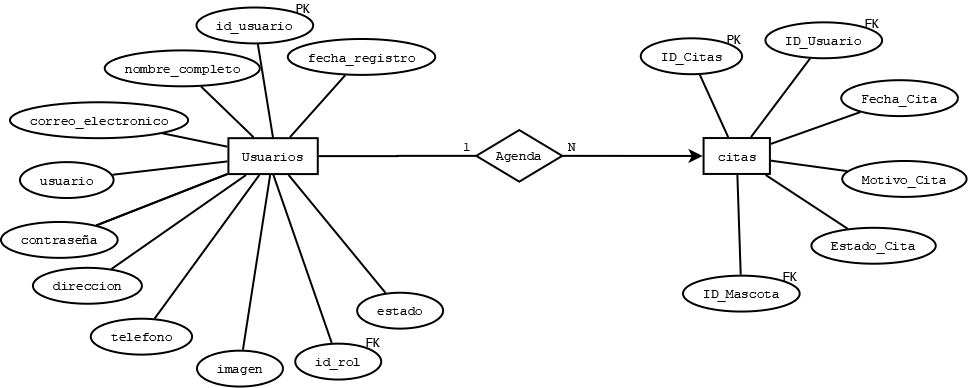 PK
id_usuario
FK
ID_Usuario
PK
ID_Citas
fecha_registro
nombre_completo
Fecha_Cita
correo_electronico
Usuarios
1
Agenda
N
citas
usuario
Motivo_Cita
contraseña
Estado_Cita
direccion
FK
ID_Mascota
estado
telefono
FK
id_rol
imagen